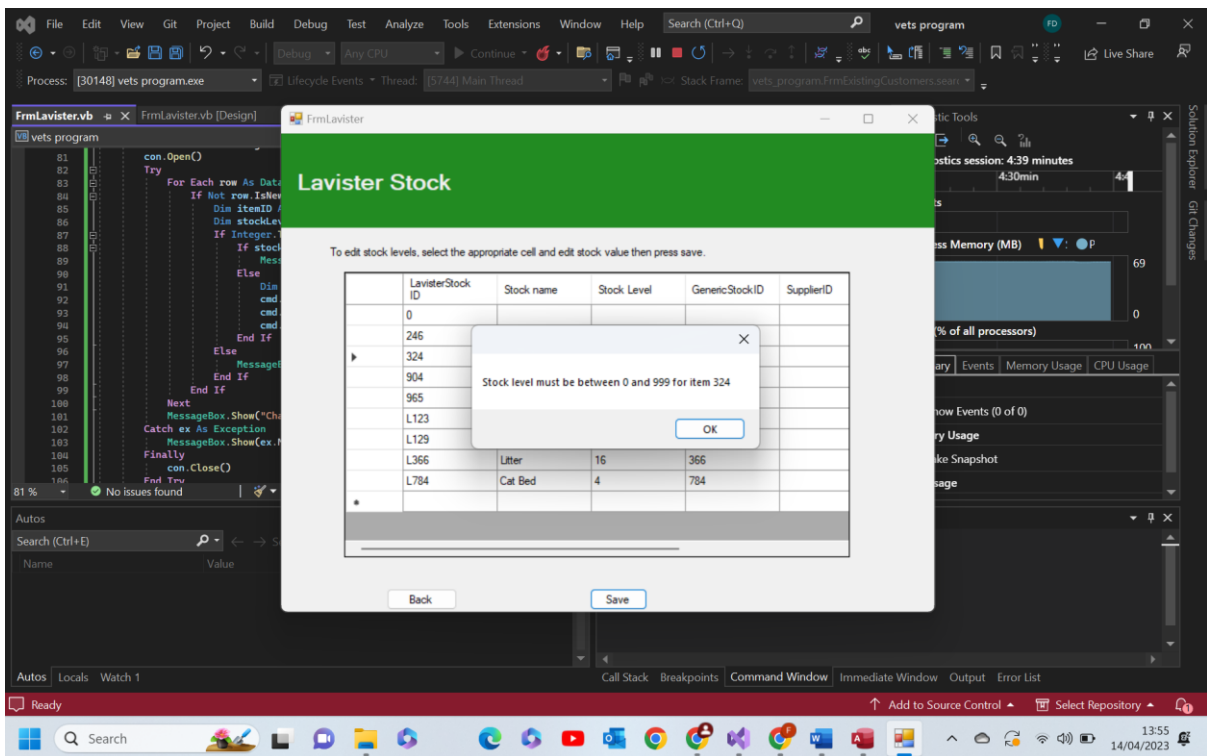 File Edit View Git Project Build Debug Test Analyze Tools Extensions Window Help Search (Ctrl+Q) vets program FD
Debug Any CPU Continue Live Share
Process: [30148] vets program.exe Lifecycle Events Thread: [5744] Main Thread Stack Frame: vets_program.FrmExistingCustomers.sear
FrmLavister.vb FrmLavister.vb [Design]
vets program
81 con.Open()
82 Try
83 For Each row As Data
84 If Not row.IsNew
85 Dim itemID A
86 Dim stockLev
87 If Integer.T
88 If stock
89 Mess
90 Else
91 Dim
92 cmd.
93 cmd.
94 cmd.
95 End If
96 Else
97 Message
98 End If
99 End If
100 Next
101 MessageBox.Show("Cha
102 Catch ex As Exception
103 MessageBox.Show(ex.M
104 Finally
105 con.Close()
106 End Try
81 % No issues found
FrmLavister
Lavister Stock
To edit stock levels, select the appropriate cell and edit stock value then press save.
LavisterStock ID Stock name Stock Level GenericStockID SupplierID
0
246
324
904
965
L123
L129
L366 Litter 16 366
L784 Cat Bed 4 784
Stock level must be between 0 and 999 for item 324
OK
Back Save
stic Tools
ostics session: 4:39 minutes
4:30min
ts
ess Memory (MB) P
69
0
(% of all processors)
100
ary Events Memory Usage CPU Usage
how Events (0 of 0)
ry Usage
ake Snapshot
sage
Solution Explorer
Git Changes
Autos
Search (Ctrl+E)
Name Value
Autos Locals Watch 1
Call Stack Breakpoints Command Window Immediate Window Output Error List
Ready Add to Source Control Select Repository
Search
13:55
14/04/2023